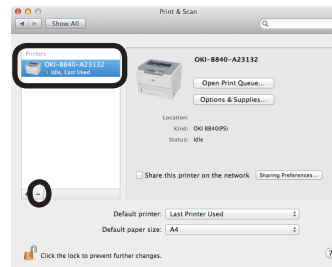 Print & Scan
Show All
Printers
OKI-B840-A23132
Idle, Last Used
OKI-B840-A23132
Open Print Queue...
Options & Supplies...
Location:
Kind: OKI B840(PS)
Status: Idle
Share this printer on the network
Sharing Preferences...
+ −
Default printer: Last Printer Used
Default paper size: A4
Click the lock to prevent further changes.
?